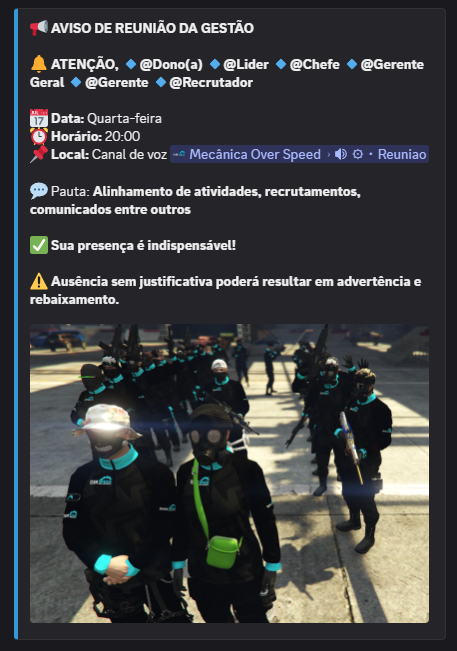 AVISO DE REUNIÃO DA GESTÃO
ATENÇÃO, @Dono(a) @Lider @Chefe @Gerente
Geral @Gerente @Recrutador
JUL 17 Data: Quarta-feira
Horário: 20:00
Local: Canal de voz Mecânica Over Speed › • Reuniao
Pauta: Alinhamento de atividades, recrutamentos,
comunicados entre outros
Sua presença é indispensável!
Ausência sem justificativa poderá resultar em advertência e
rebaixamento.